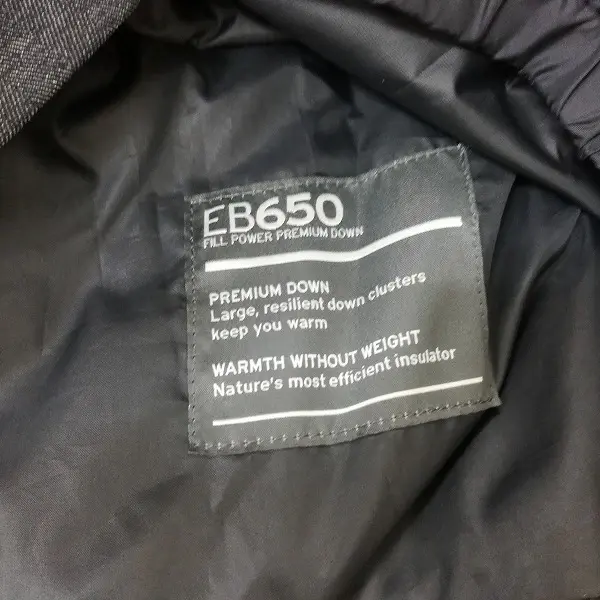 EB650
FILL POWER PREMIUM DOWN
PREMIUM DOWN
Large, resilient down clusters
keep you warm
WARMTH WITHOUT WEIGHT
Nature's most efficient insulator